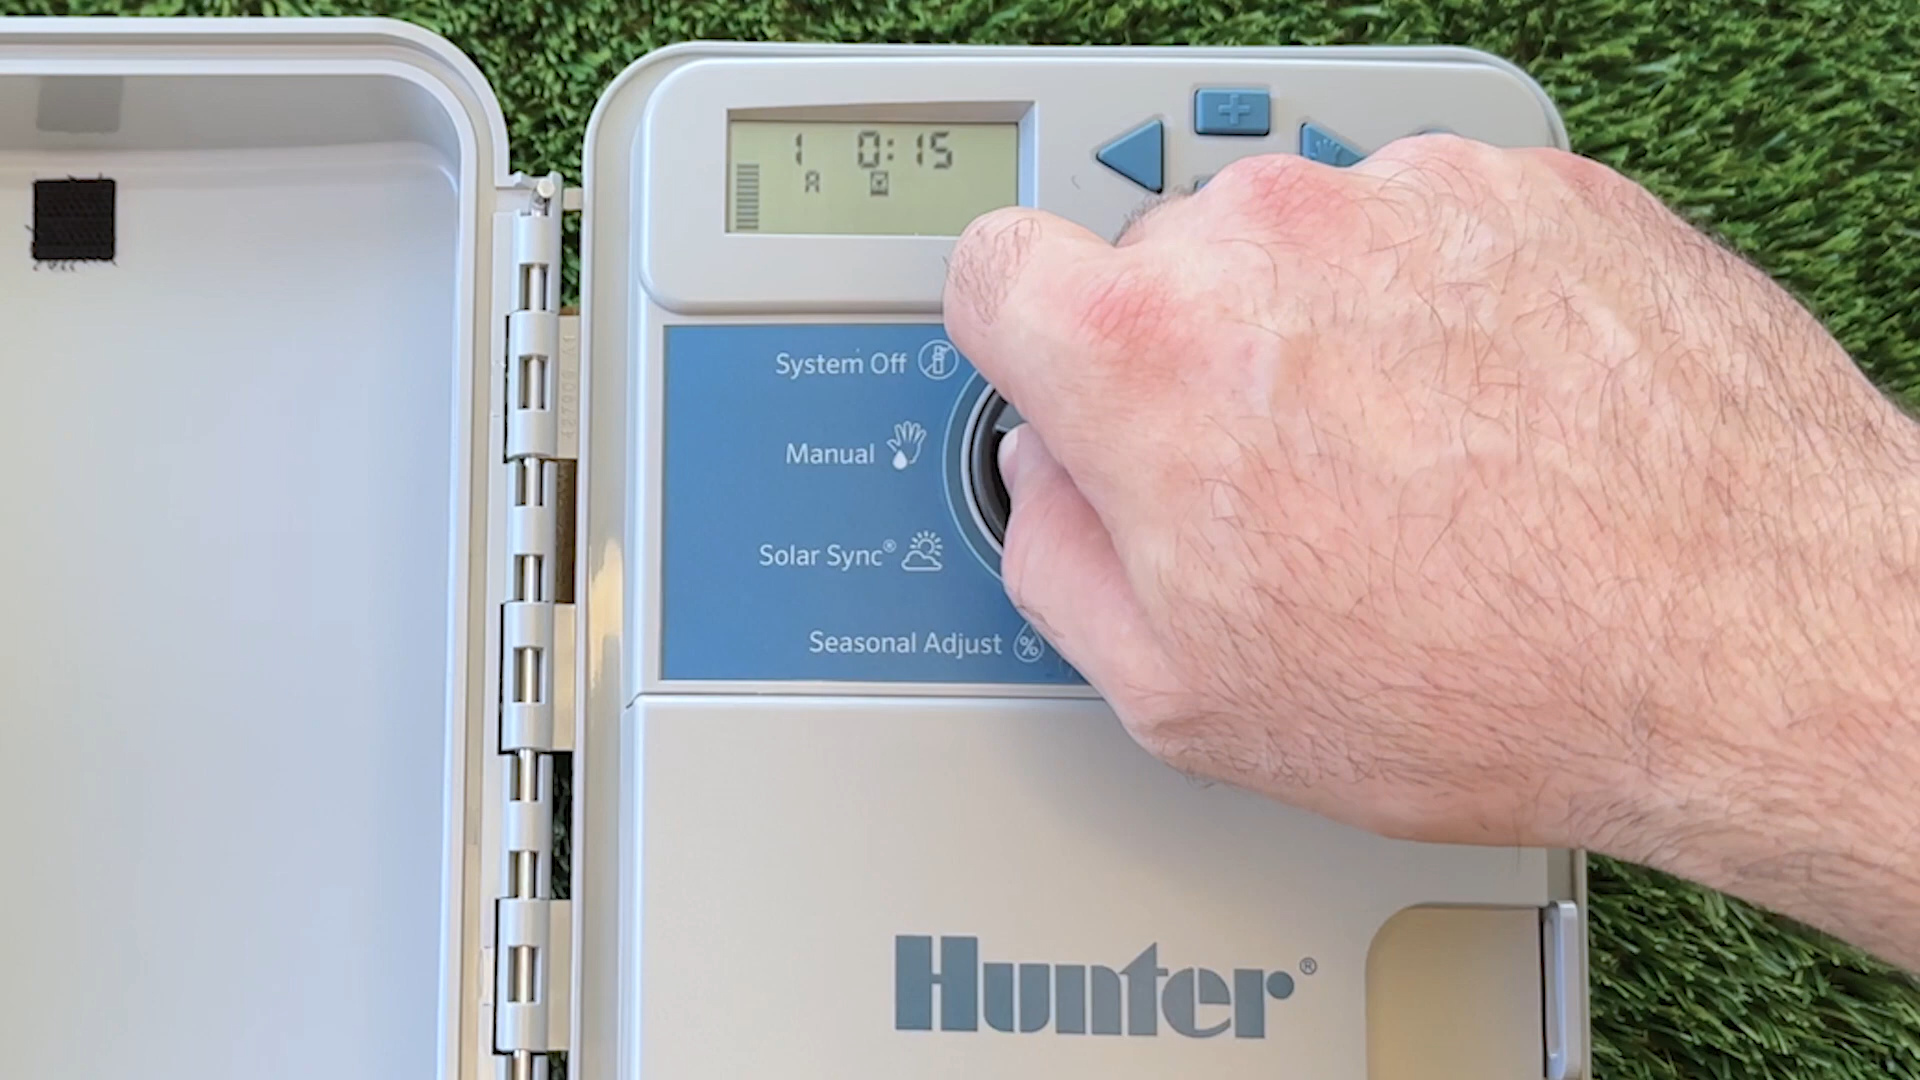 1 0:15
A
System Off
Manual
Solar Sync®
Seasonal Adjust %
Hunter®